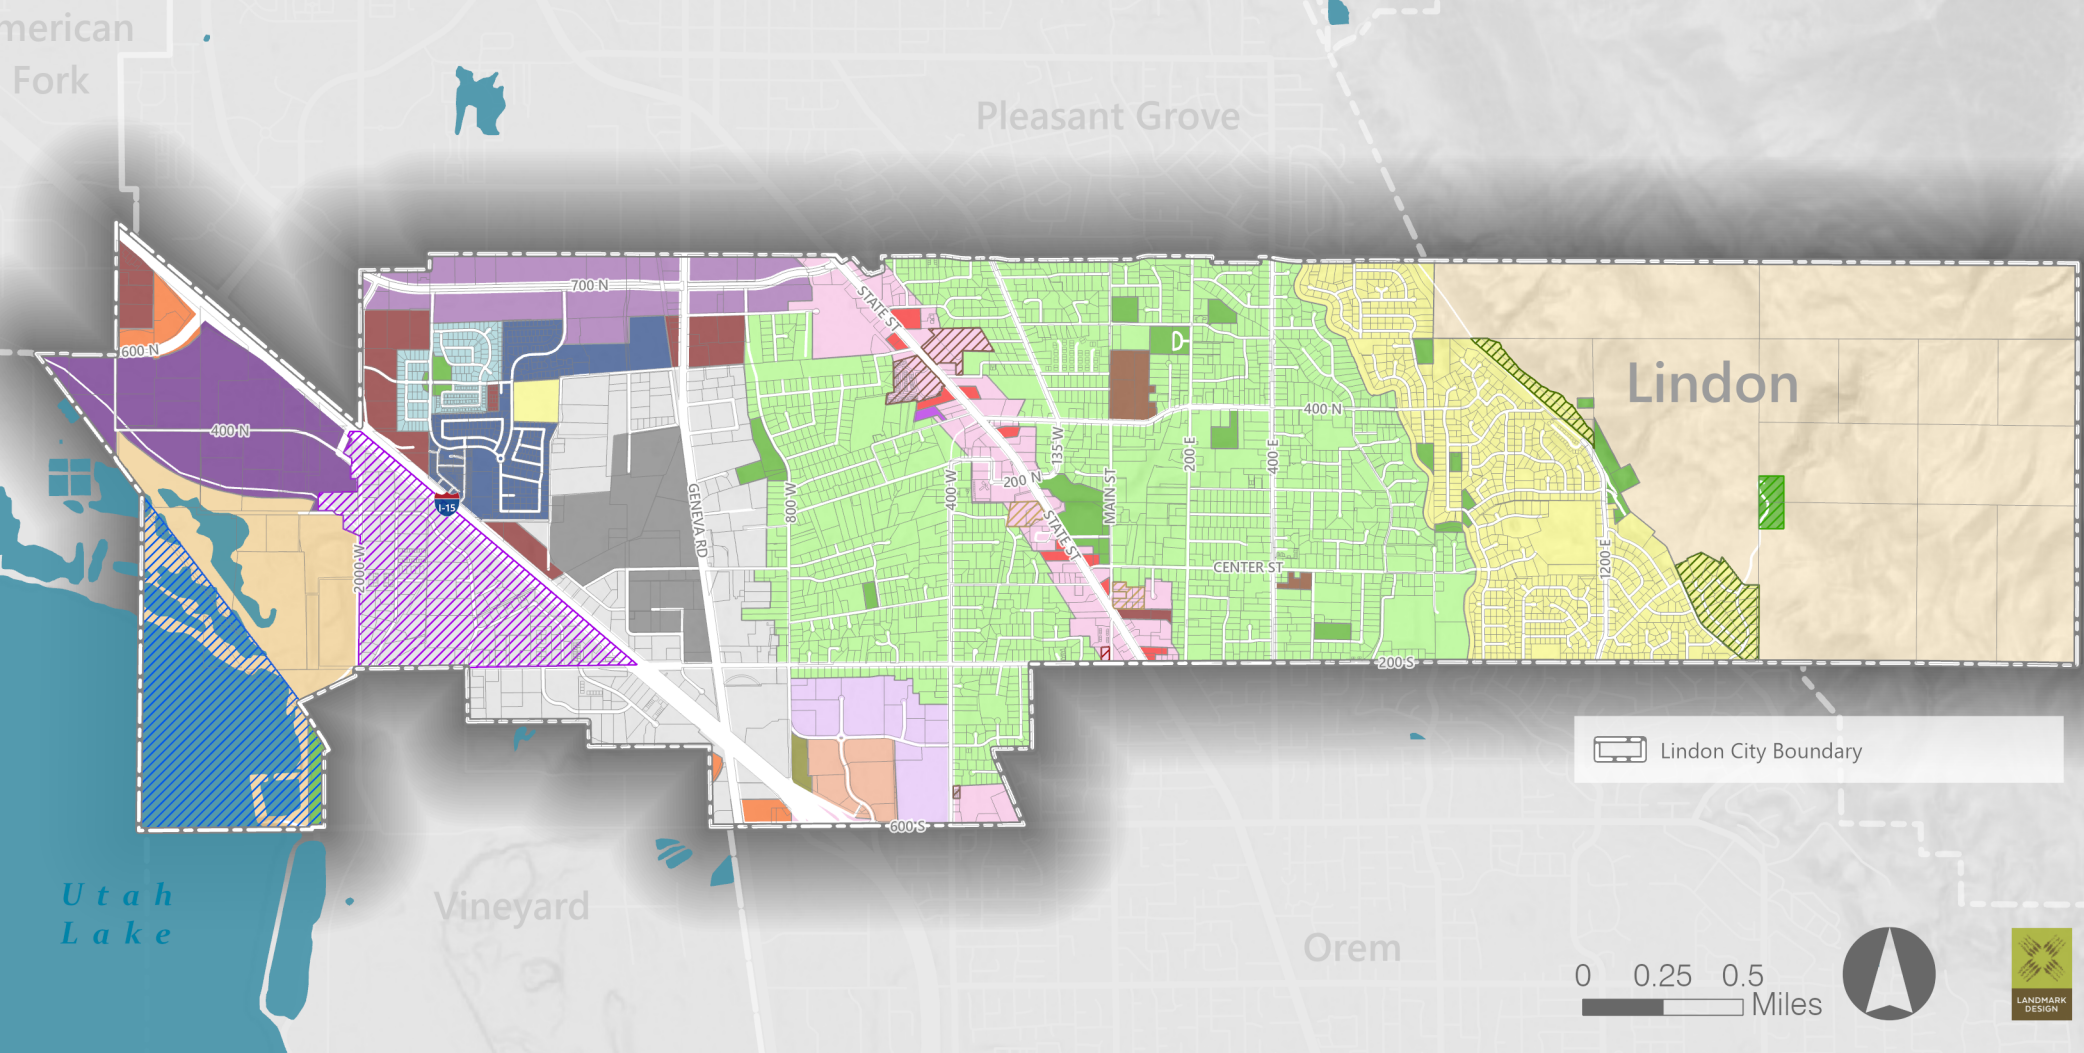 merican
Fork
Pleasant Grove
700 N
STATE ST
600 N
Lindon
400 N
400 N
135 W
200 E
400 E
200 N
400 W
MAIN ST
800 W
GENEVA RD
I-15
STATE ST
2000 W
CENTER ST
1200 E
200 S
Lindon City Boundary
600 S
Utah
Lake
Vineyard
Orem
0 0.25 0.5
Miles
LANDMARK
DESIGN